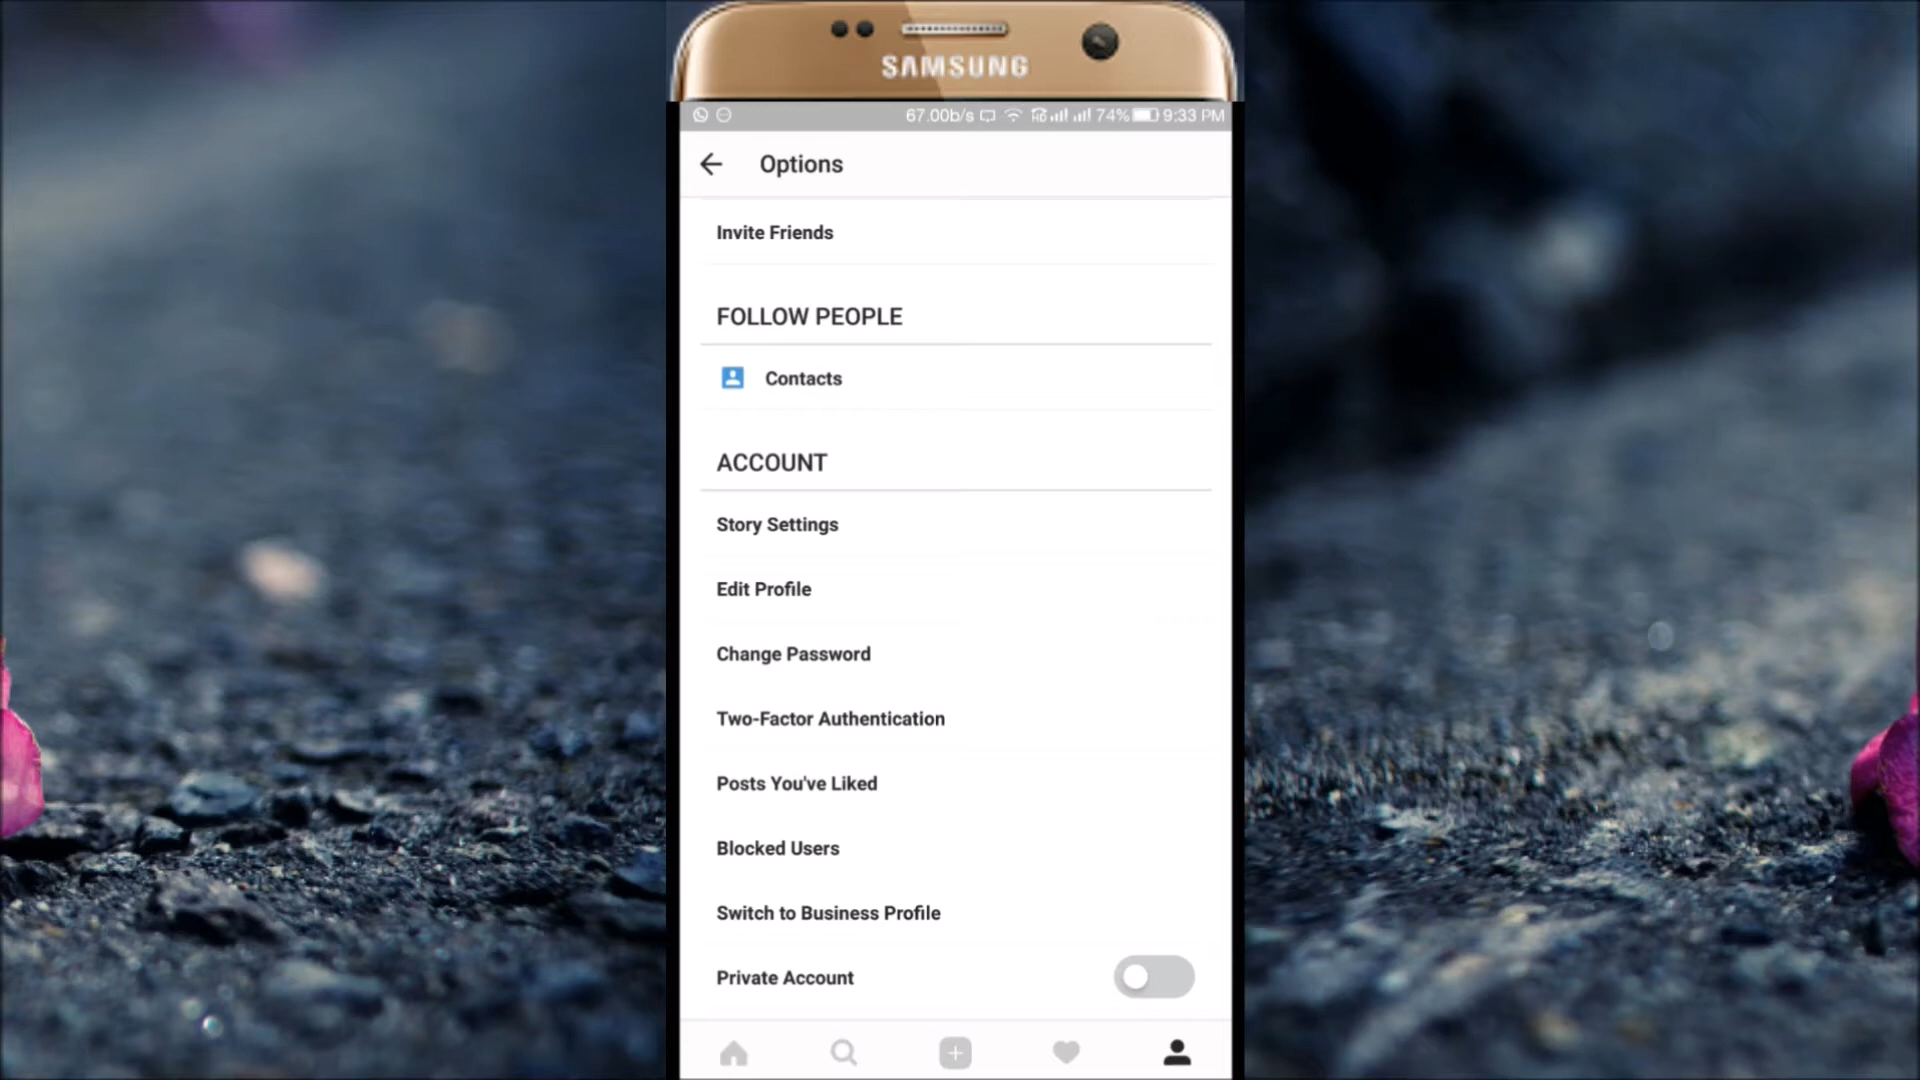 SAMSUNG
67.00b/s 74% 9:33 PM
Options
Invite Friends
FOLLOW PEOPLE
Contacts
ACCOUNT
Story Settings
Edit Profile
Change Password
Two-Factor Authentication
Posts You've Liked
Blocked Users
Switch to Business Profile
Private Account